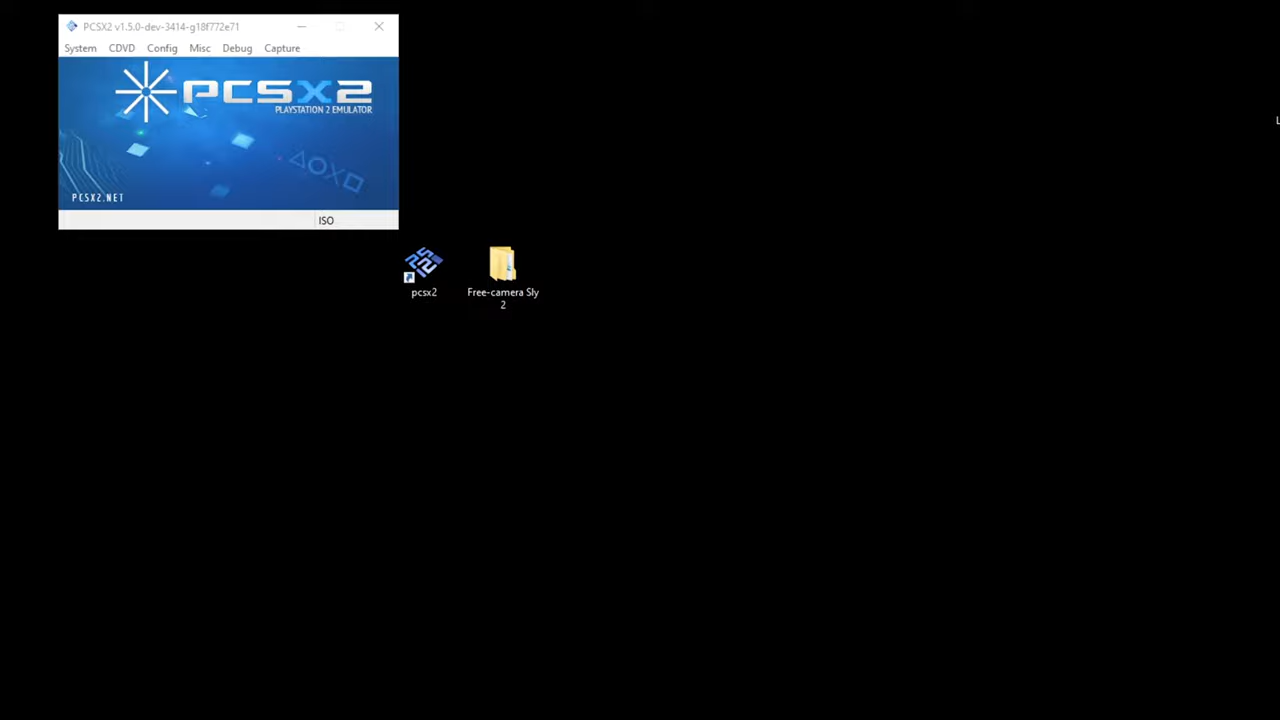 PCSX2 v1.5.0-dev-3414-g18f772e71
System CDVD Config Misc Debug Capture
PCSX2
PLAYSTATION 2 EMULATOR
PCSX2.NET
ISO
pcsx2
Free-camera Sly
2